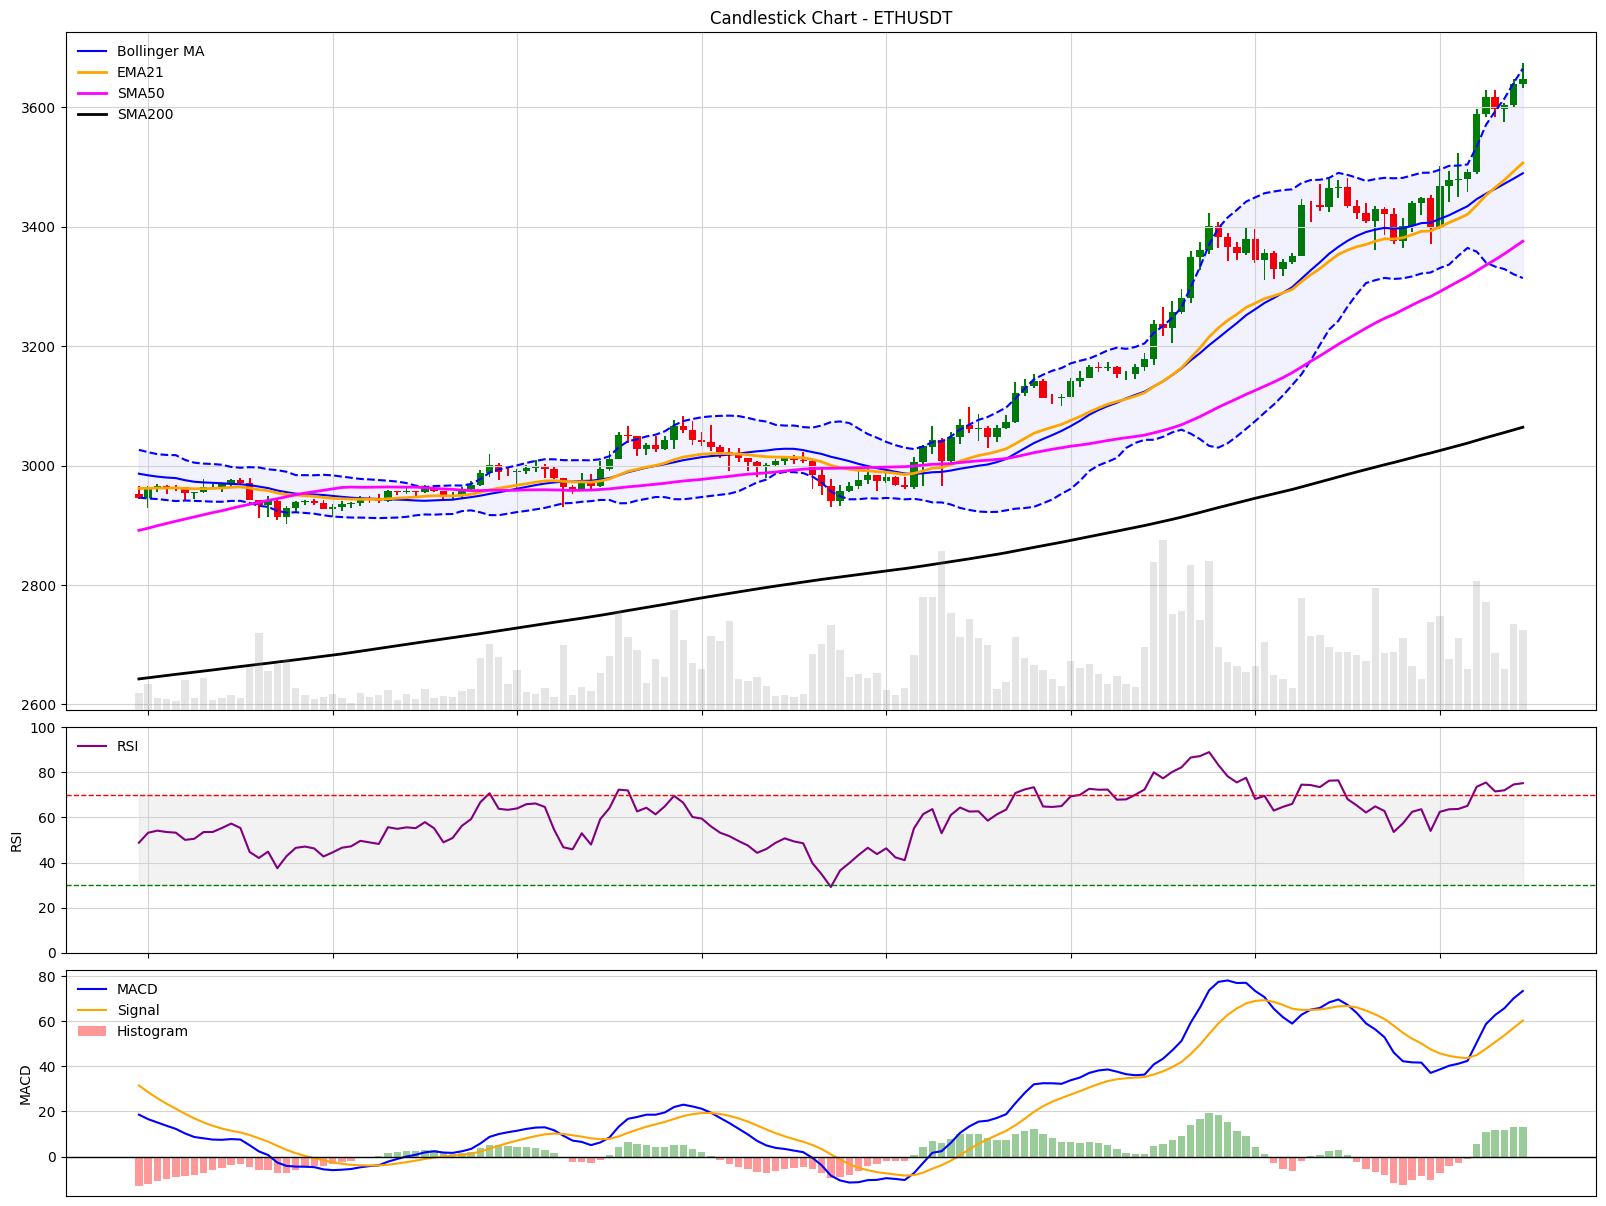 Candlestick Chart - ETHUSDT
Bollinger MA
EMA21
SMA50
SMA200
3600
3400
3200
3000
2800
2600
RSI
100
80
60
40
20
0
RSI
MACD
Signal
Histogram
80
60
40
20
0
MACD